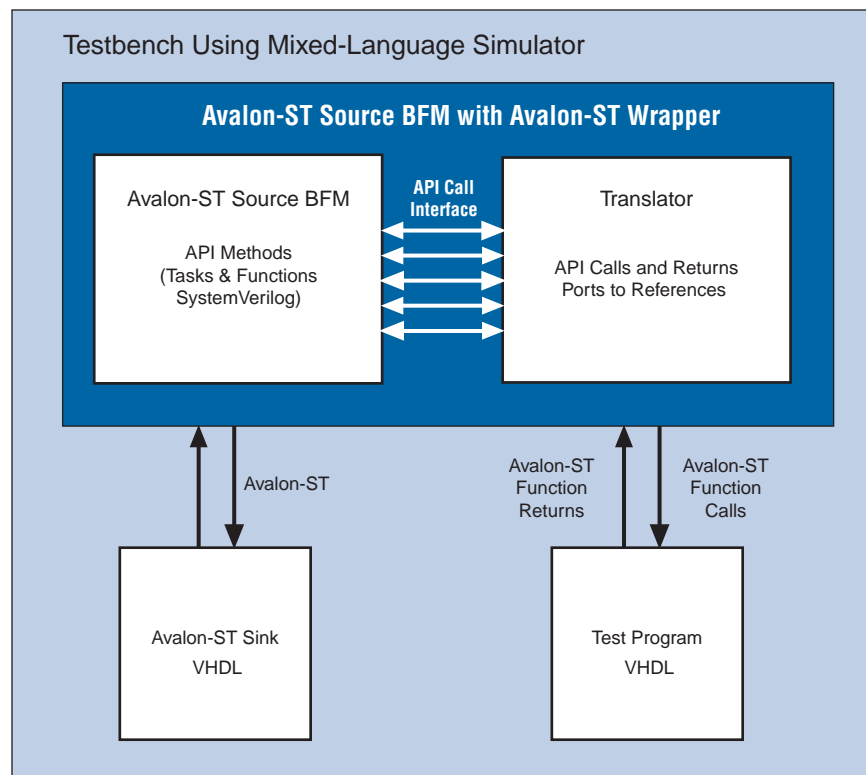 Testbench Using Mixed-Language Simulator
Avalon-ST Source BFM with Avalon-ST Wrapper
Avalon-ST Source BFM
API Methods
(Tasks & Functions
SystemVerilog)
API Call
Interface
Translator
API Calls and Returns
Ports to References
Avalon-ST
Avalon-ST
Function
Returns
Avalon-ST
Function
Calls
Avalon-ST Sink
VHDL
Test Program
VHDL